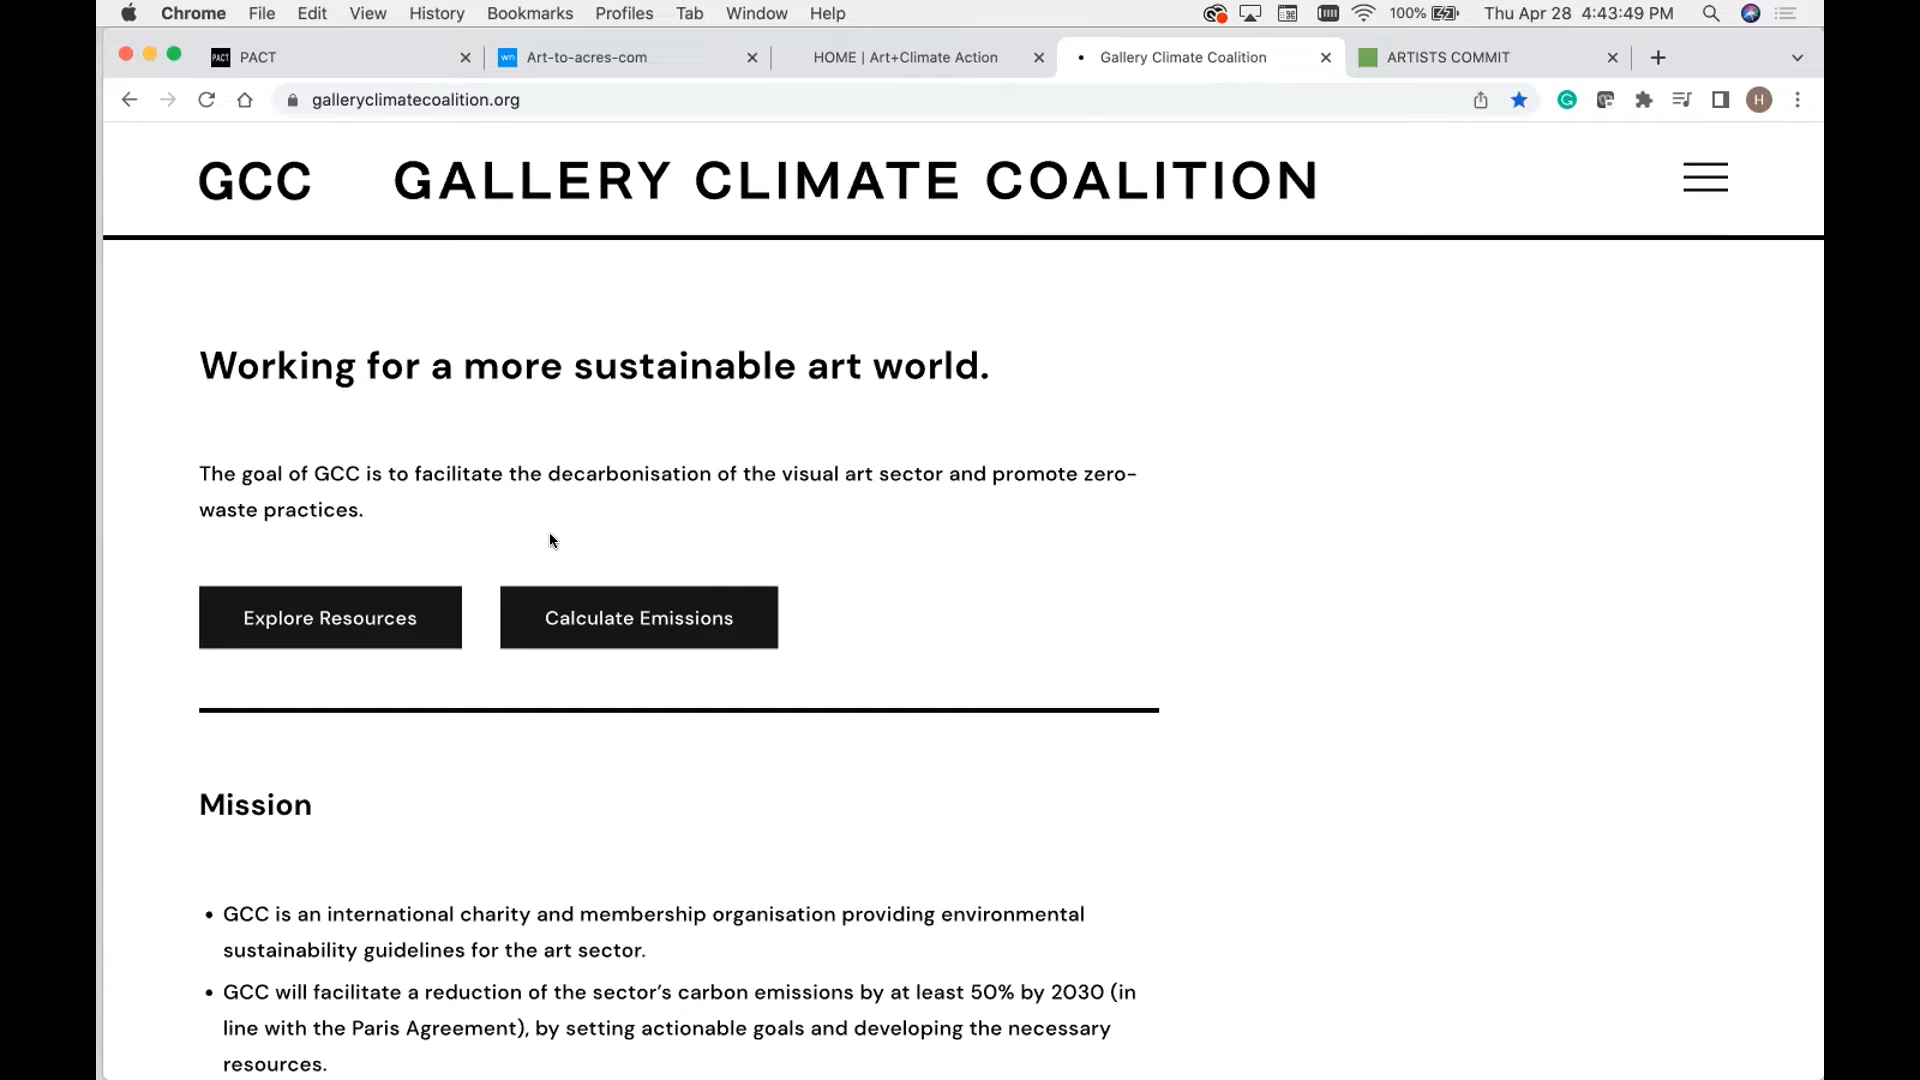 Chrome File Edit View History Bookmarks Profiles Tab Window Help 100% Thu Apr 28 4:43:49 PM
PACT PACT Art-to-acres-com HOME | Art+Climate Action Gallery Climate Coalition ARTISTS COMMIT
galleryclimatecoalition.org H
GCC GALLERY CLIMATE COALITION
Working for a more sustainable art world.
The goal of GCC is to facilitate the decarbonisation of the visual art sector and promote zero-
waste practices.
Explore Resources Calculate Emissions
Mission
• GCC is an international charity and membership organisation providing environmental
sustainability guidelines for the art sector.
• GCC will facilitate a reduction of the sector's carbon emissions by at least 50% by 2030 (in
line with the Paris Agreement), by setting actionable goals and developing the necessary
resources.